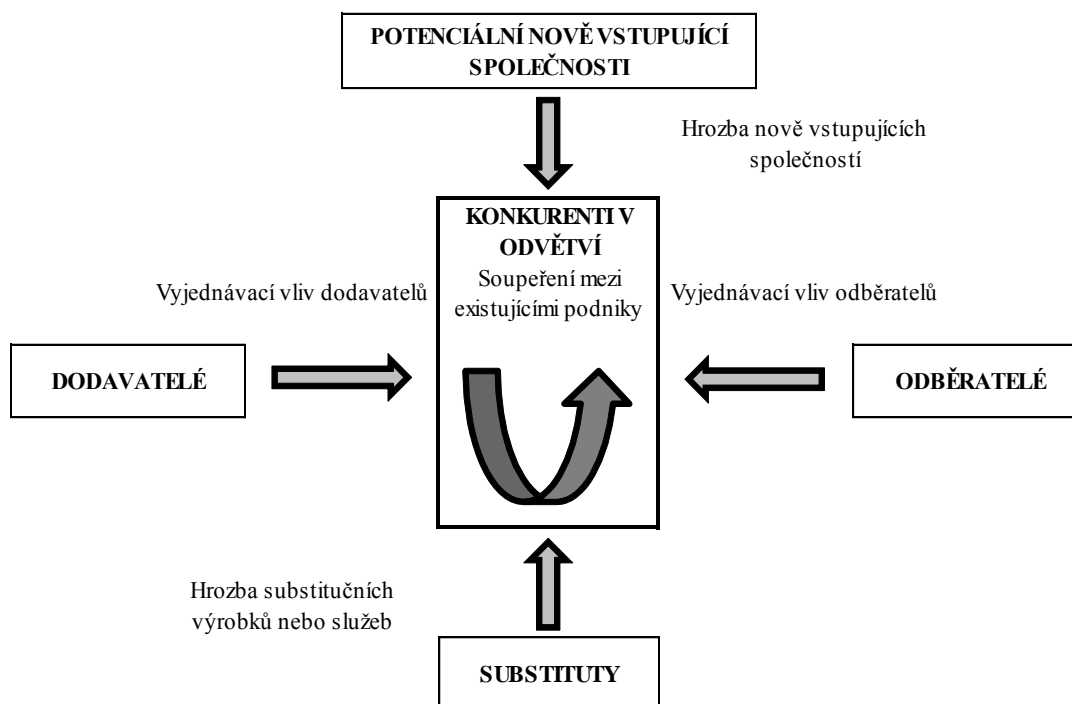 POTENCIÁLNÍ NOVĚ VSTUPUJÍCÍ
SPOLEČNOSTI
Hrozba nově vstupujících
společností
KONKURENTI V
ODVĚTVÍ
Soupeření mezi
existujícími podniky
Vyjednávací vliv dodavatelů
Vyjednávací vliv odběratelů
DODAVATELÉ
ODBĚRATELÉ
Hrozba substitučních
výrobků nebo služeb
SUBSTITUTY